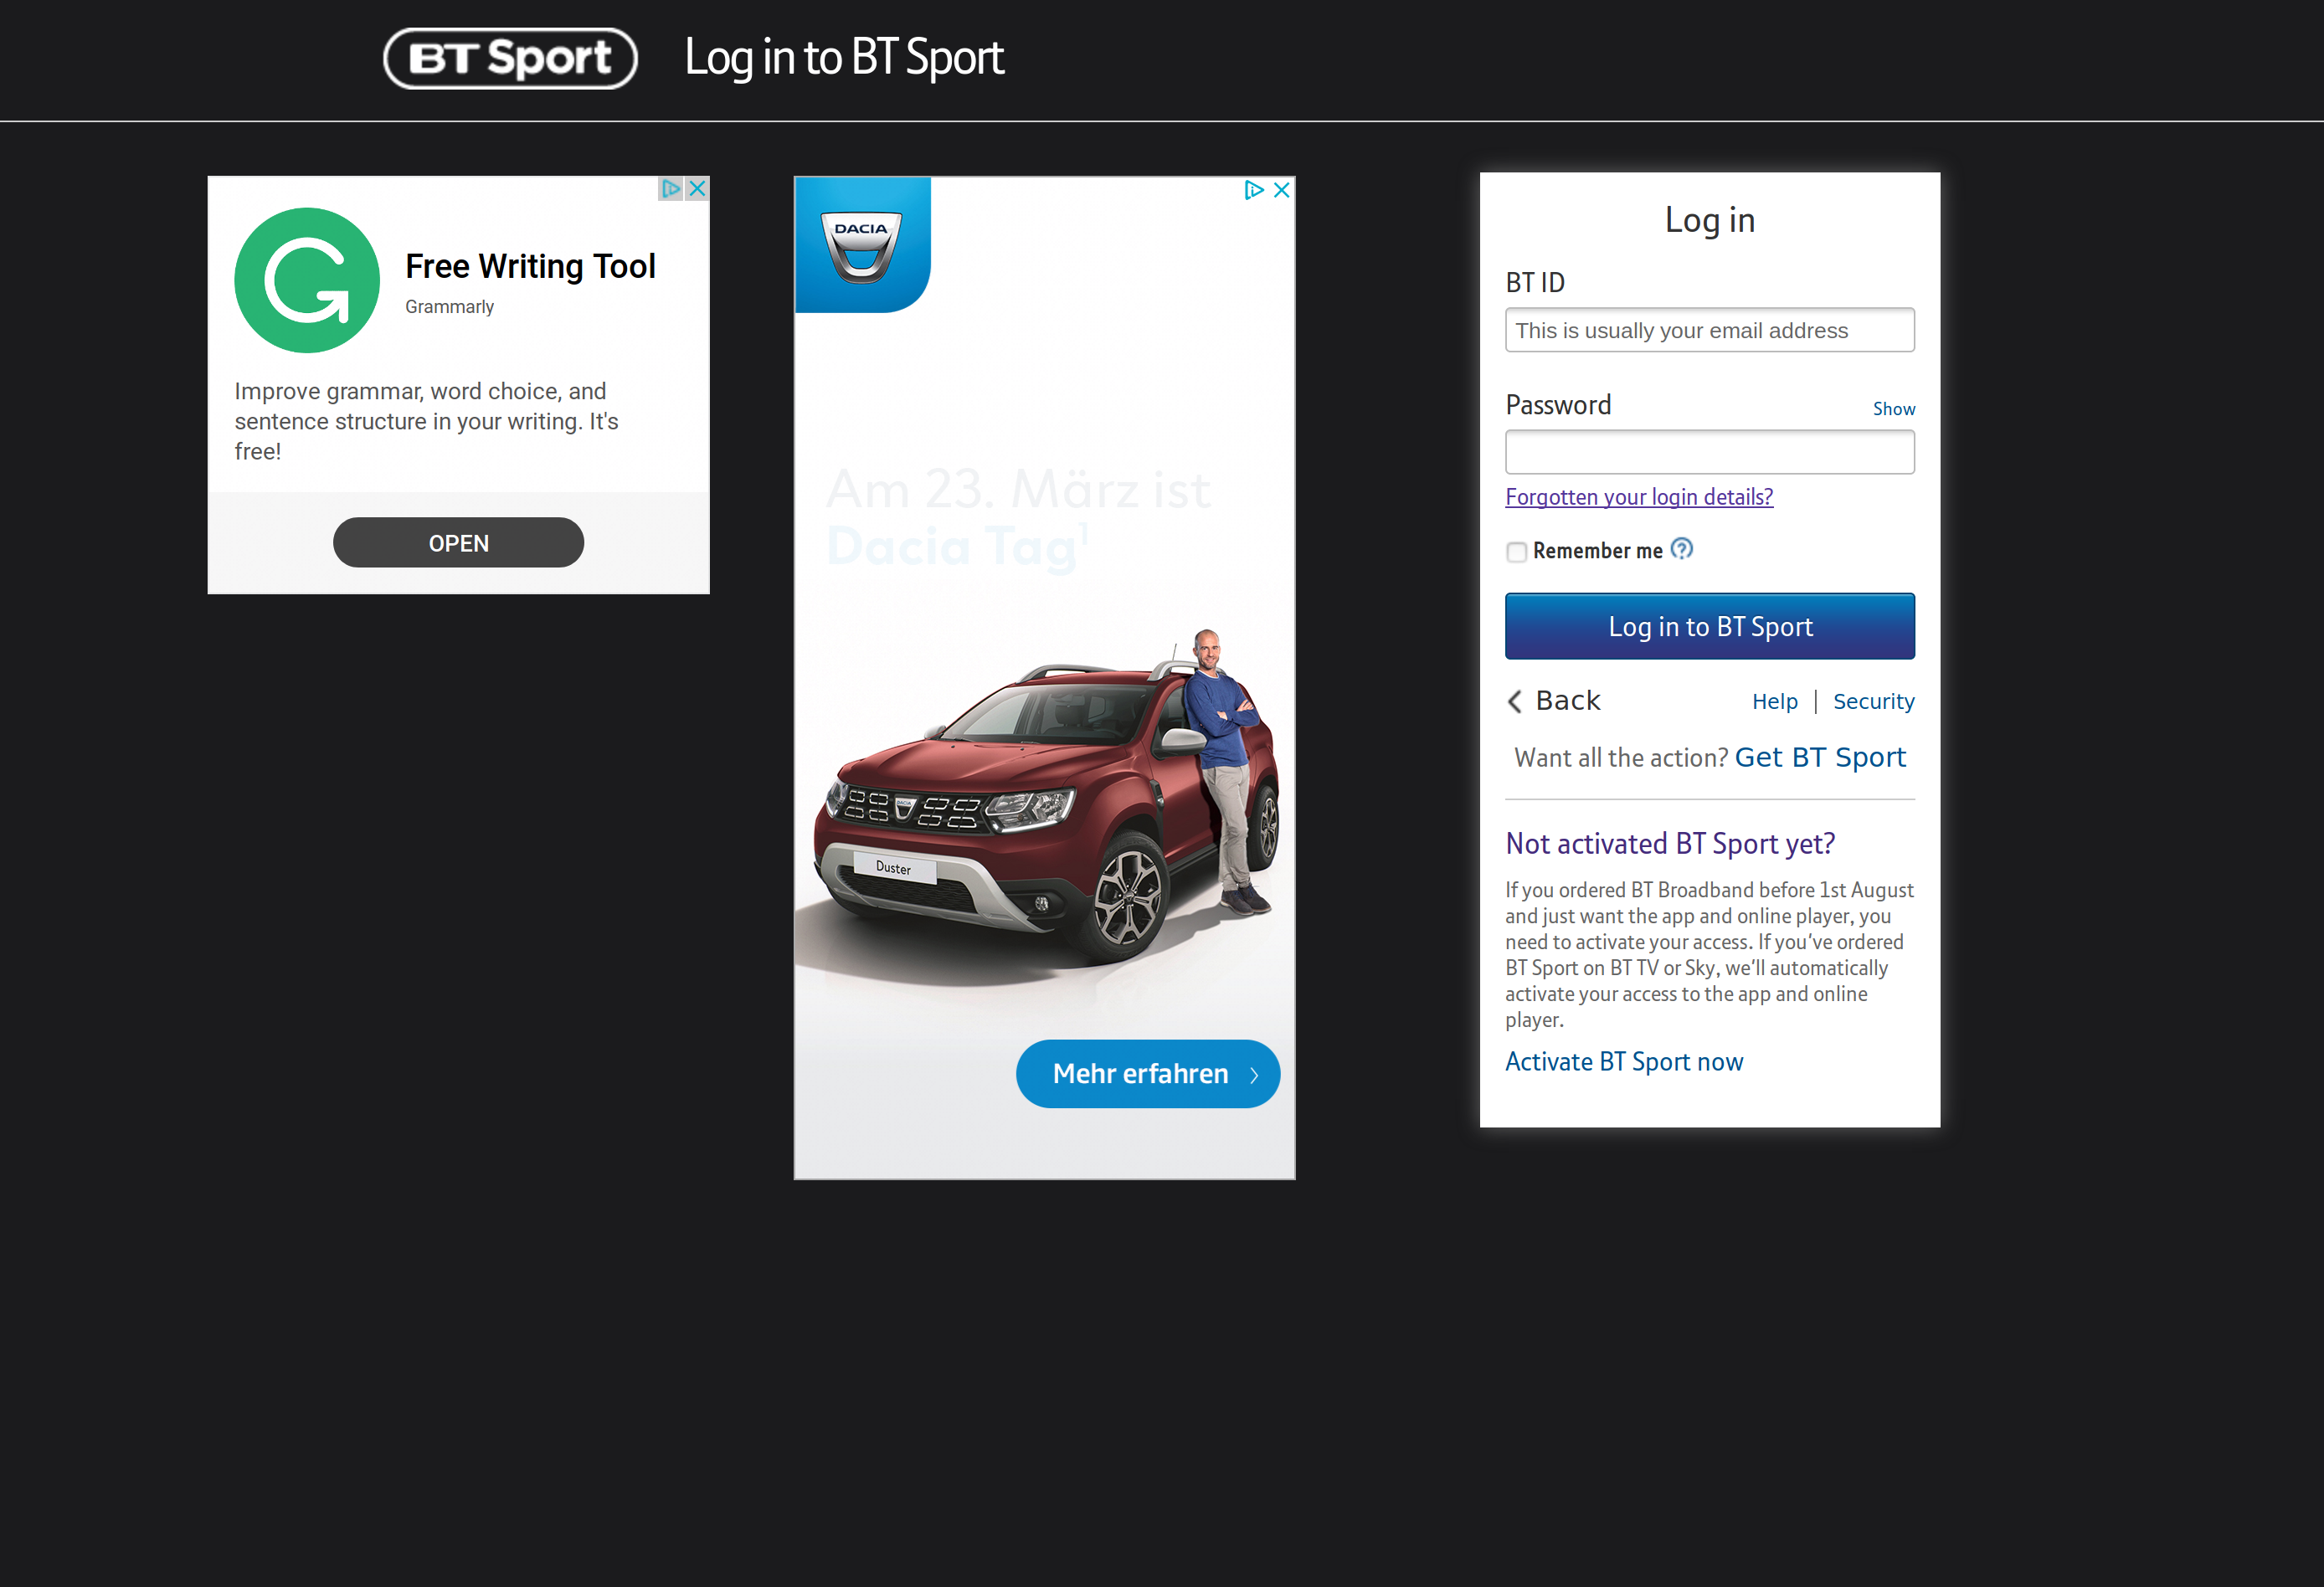 BT Sport
Log in to BT Sport
Free Writing Tool
Grammarly
Improve grammar, word choice, and
sentence structure in your writing. It's
free!
OPEN
DACIA
Am 23. März ist
Dacia Tag¹
DACIA
Duster
Mehr erfahren
Log in
BT ID
This is usually your email address
Password Show
Forgotten your login details?
Remember me ?
Log in to BT Sport
Back Help | Security
Want all the action? Get BT Sport
Not activated BT Sport yet?
If you ordered BT Broadband before 1st August
and just want the app and online player, you
need to activate your access. If you've ordered
BT Sport on BT TV or Sky, we'll automatically
activate your access to the app and online
player.
Activate BT Sport now